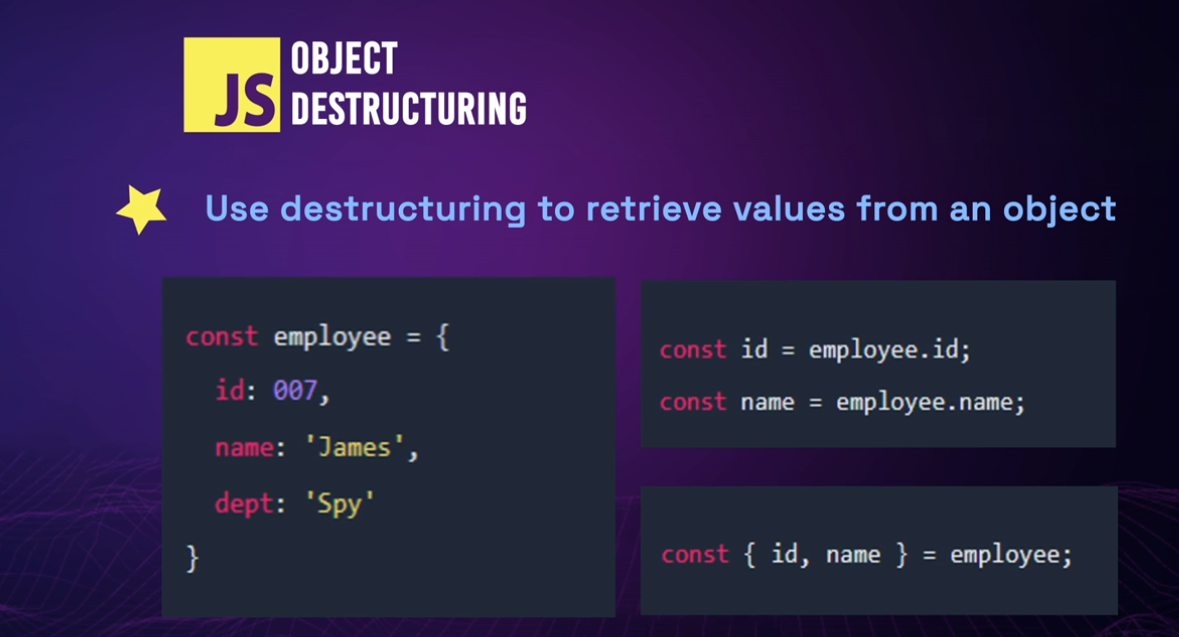 JS
OBJECT
DESTRUCTURING
Use destructuring to retrieve values from an object
const employee = {
id: 007,
name: 'James',
dept: 'Spy'
}
const id = employee.id;
const name = employee.name;
const { id, name } = employee;